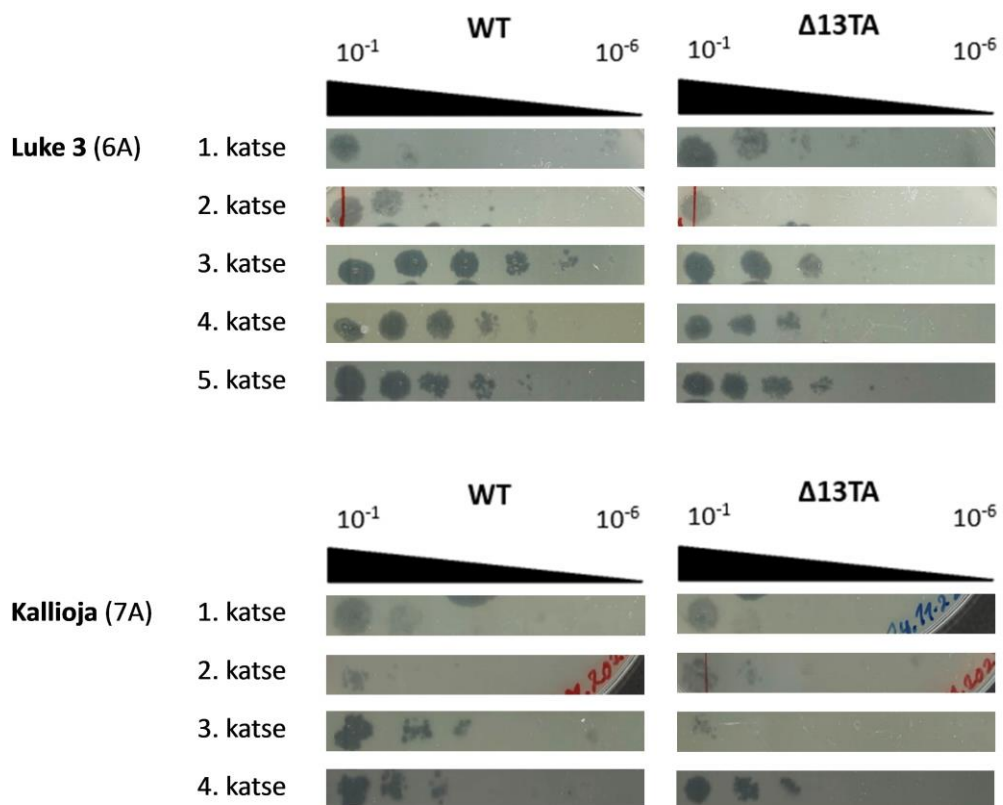 WT Δ13TA
10⁻¹ 10⁻⁶ 10⁻¹ 10⁻⁶
Luke 3 (6A) 1. katse
2. katse
3. katse
4. katse
5. katse
WT Δ13TA
10⁻¹ 10⁻⁶ 10⁻¹ 10⁻⁶
Kallioja (7A) 1. katse
2. katse
3. katse
4. katse